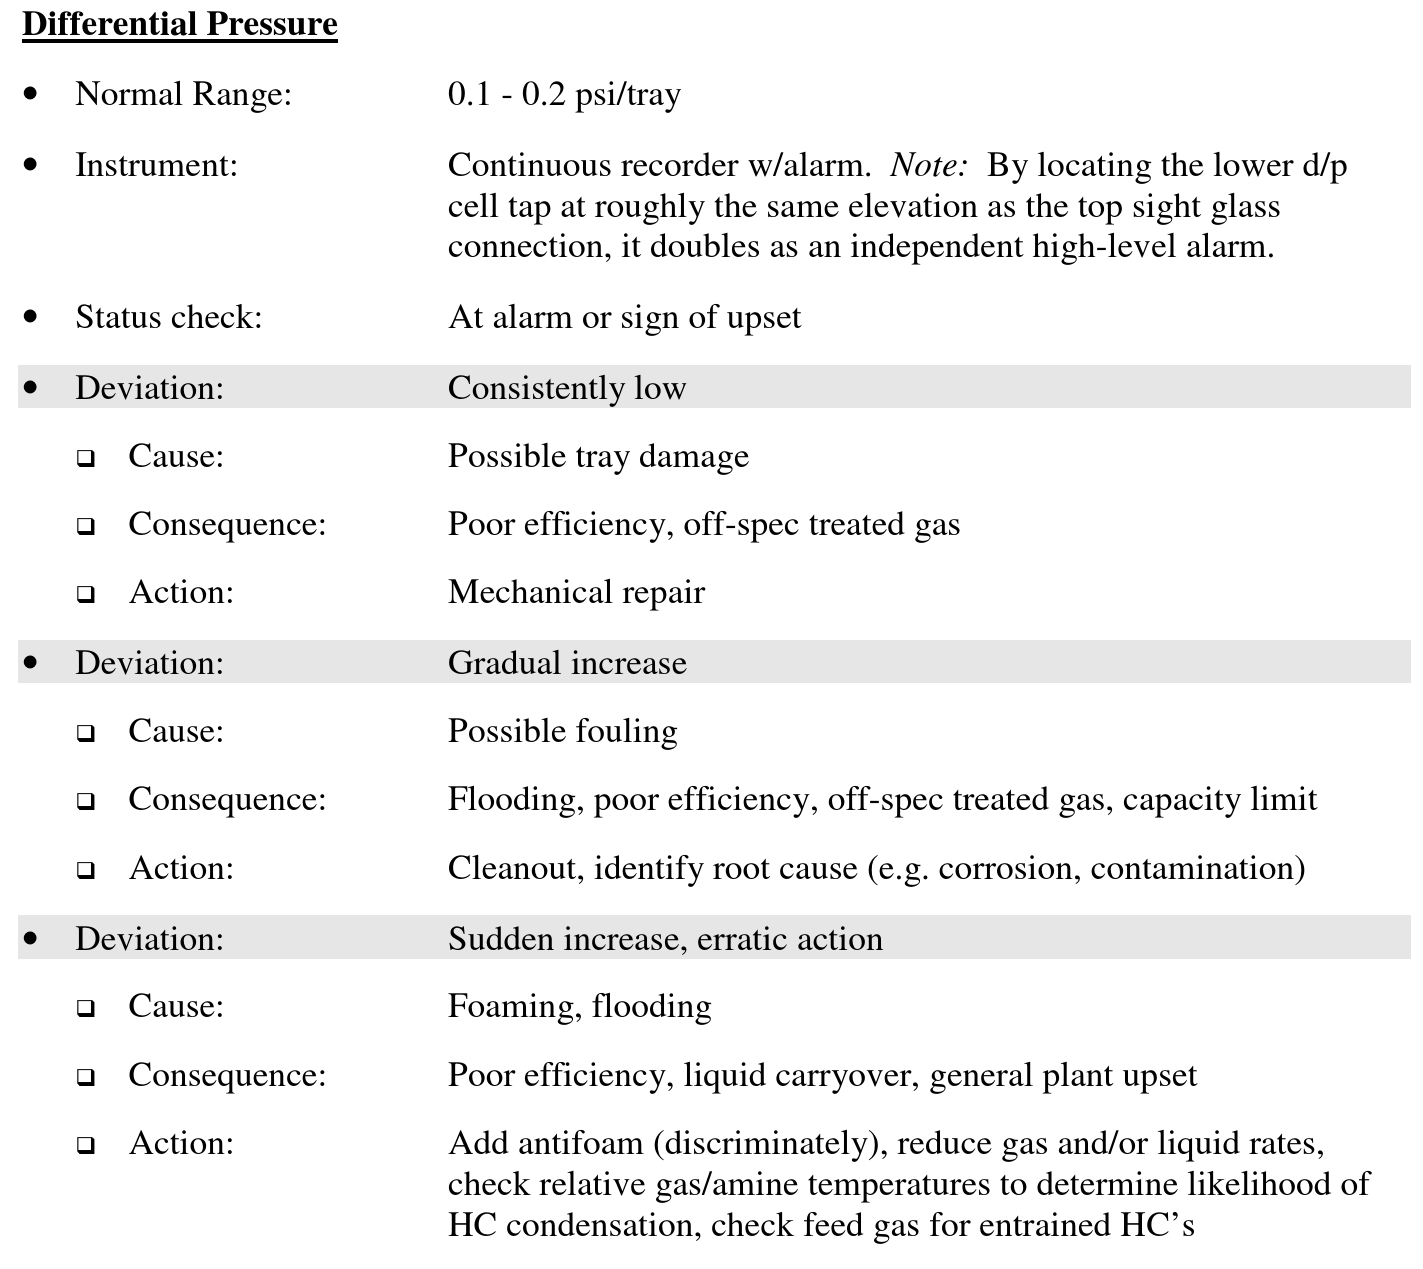 Differential Pressure
• Normal Range: 0.1 - 0.2 psi/tray
• Instrument: Continuous recorder w/alarm. Note: By locating the lower d/p
cell tap at roughly the same elevation as the top sight glass
connection, it doubles as an independent high-level alarm.
• Status check: At alarm or sign of upset
• Deviation: Consistently low
❑ Cause: Possible tray damage
❑ Consequence: Poor efficiency, off-spec treated gas
❑ Action: Mechanical repair
• Deviation: Gradual increase
❑ Cause: Possible fouling
❑ Consequence: Flooding, poor efficiency, off-spec treated gas, capacity limit
❑ Action: Cleanout, identify root cause (e.g. corrosion, contamination)
• Deviation: Sudden increase, erratic action
❑ Cause: Foaming, flooding
❑ Consequence: Poor efficiency, liquid carryover, general plant upset
❑ Action: Add antifoam (discriminately), reduce gas and/or liquid rates,
check relative gas/amine temperatures to determine likelihood of
HC condensation, check feed gas for entrained HC’s